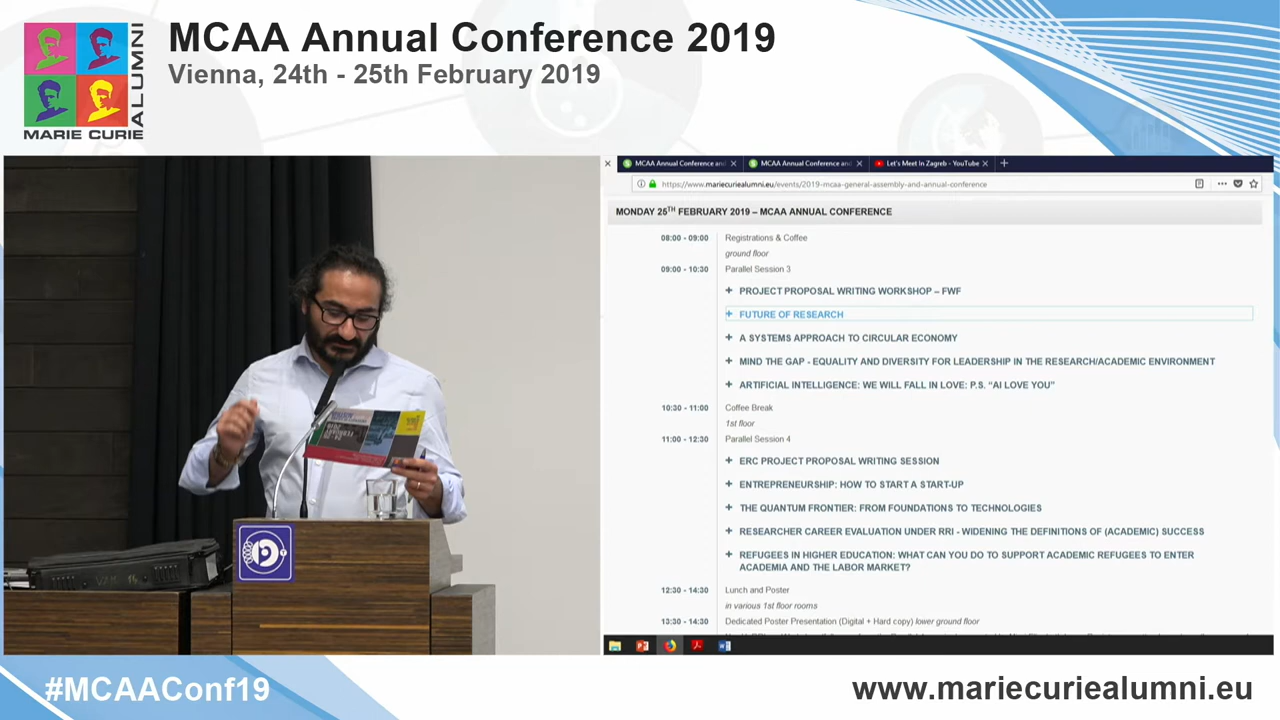 MCAA Annual Conference 2019
Vienna, 24th - 25th February 2019
MARIE CURIE
ALUMNI
MCAA Annual Conference and
MCAA Annual Conference and
Let's Meet In Zagreb - YouTube
https://www.mariecuriealumni.eu/events/2019-mcaa-general-assembly-and-annual-conference
MONDAY 25TH FEBRUARY 2019 – MCAA ANNUAL CONFERENCE
08:00 - 09:00 Registrations & Coffee
ground floor
09:00 - 10:30 Parallel Session 3
+ PROJECT PROPOSAL WRITING WORKSHOP – FWF
+ FUTURE OF RESEARCH
+ A SYSTEMS APPROACH TO CIRCULAR ECONOMY
+ MIND THE GAP - EQUALITY AND DIVERSITY FOR LEADERSHIP IN THE RESEARCH/ACADEMIC ENVIRONMENT
+ ARTIFICIAL INTELLIGENCE: WE WILL FALL IN LOVE: P.S. “AI LOVE YOU”
10:30 - 11:00 Coffee Break
1st floor
11:00 - 12:30 Parallel Session 4
+ ERC PROJECT PROPOSAL WRITING SESSION
+ ENTREPRENEURSHIP: HOW TO START A START-UP
+ THE QUANTUM FRONTIER: FROM FOUNDATIONS TO TECHNOLOGIES
+ RESEARCHER CAREER EVALUATION UNDER RRI - WIDENING THE DEFINITIONS OF (ACADEMIC) SUCCESS
+ REFUGEES IN HIGHER EDUCATION: WHAT CAN YOU DO TO SUPPORT ACADEMIC REFUGEES TO ENTER
ACADEMIA AND THE LABOR MARKET?
12:30 - 14:30 Lunch and Poster
in various 1st floor rooms
13:30 - 14:30 Dedicated Poster Presentation (Digital + Hard copy) lower ground floor
#MCAAConf19
www.mariecuriealumni.eu